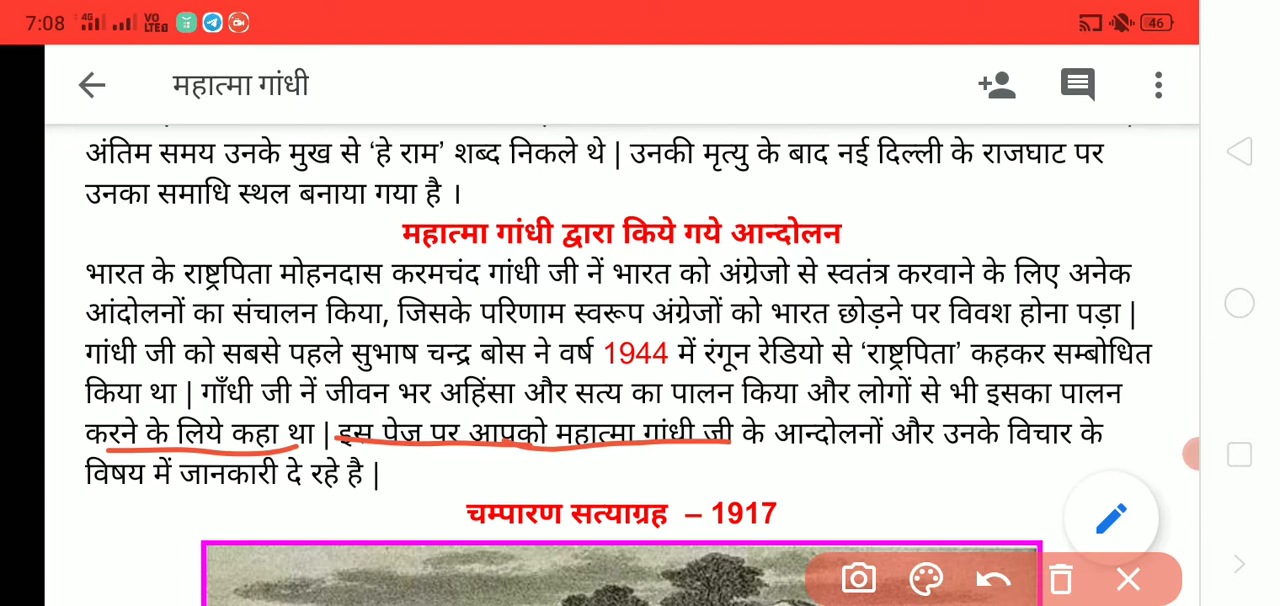 7:08 4G VO LTE 46
महात्मा गांधी
अंतिम समय उनके मुख से ‘हे राम’ शब्द निकले थे | उनकी मृत्यु के बाद नई दिल्ली के राजघाट पर
उनका समाधि स्थल बनाया गया है ।
महात्मा गांधी द्वारा किये गये आन्दोलन
भारत के राष्ट्रपिता मोहनदास करमचंद गांधी जी नें भारत को अंग्रेजो से स्वतंत्र करवाने के लिए अनेक
आंदोलनों का संचालन किया, जिसके परिणाम स्वरूप अंग्रेजों को भारत छोड़ने पर विवश होना पड़ा |
गांधी जी को सबसे पहले सुभाष चन्द्र बोस ने वर्ष 1944 में रंगून रेडियो से ‘राष्ट्रपिता’ कहकर सम्बोधित
किया था | गाँधी जी नें जीवन भर अहिंसा और सत्य का पालन किया और लोगों से भी इसका पालन
करने के लिये कहा था | इस पेज पर आपको महात्मा गांधी जी के आन्दोलनों और उनके विचार के
विषय में जानकारी दे रहे है |
चम्पारण सत्याग्रह – 1917